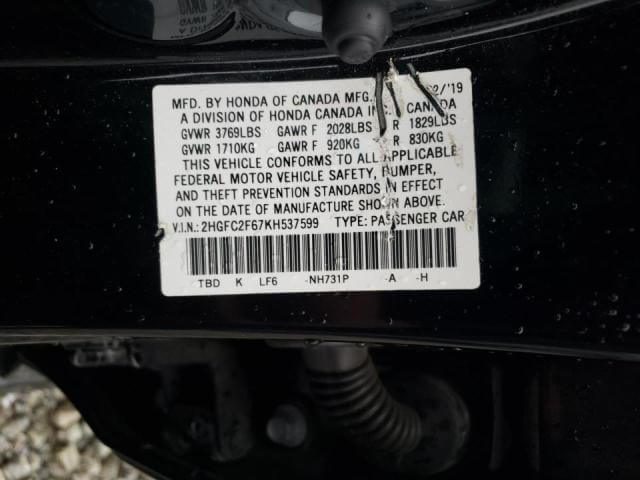 MFD. BY HONDA OF CANADA MFG. 2/'19
A DIVISION OF HONDA CANADA INC. CANADA
GVWR 3769LBS GAWR F 2028LBS R 1829LBS
GVWR 1710KG GAWR F 920KG R 830KG
THIS VEHICLE CONFORMS TO ALL APPLICABLE
FEDERAL MOTOR VEHICLE SAFETY, BUMPER,
AND THEFT PREVENTION STANDARDS IN EFFECT
ON THE DATE OF MANUFACTURE SHOWN ABOVE.
V.I.N.: 2HGFC2F67KH537599 TYPE: PASSENGER CAR
TBD K LF6 -NH731P -A -H